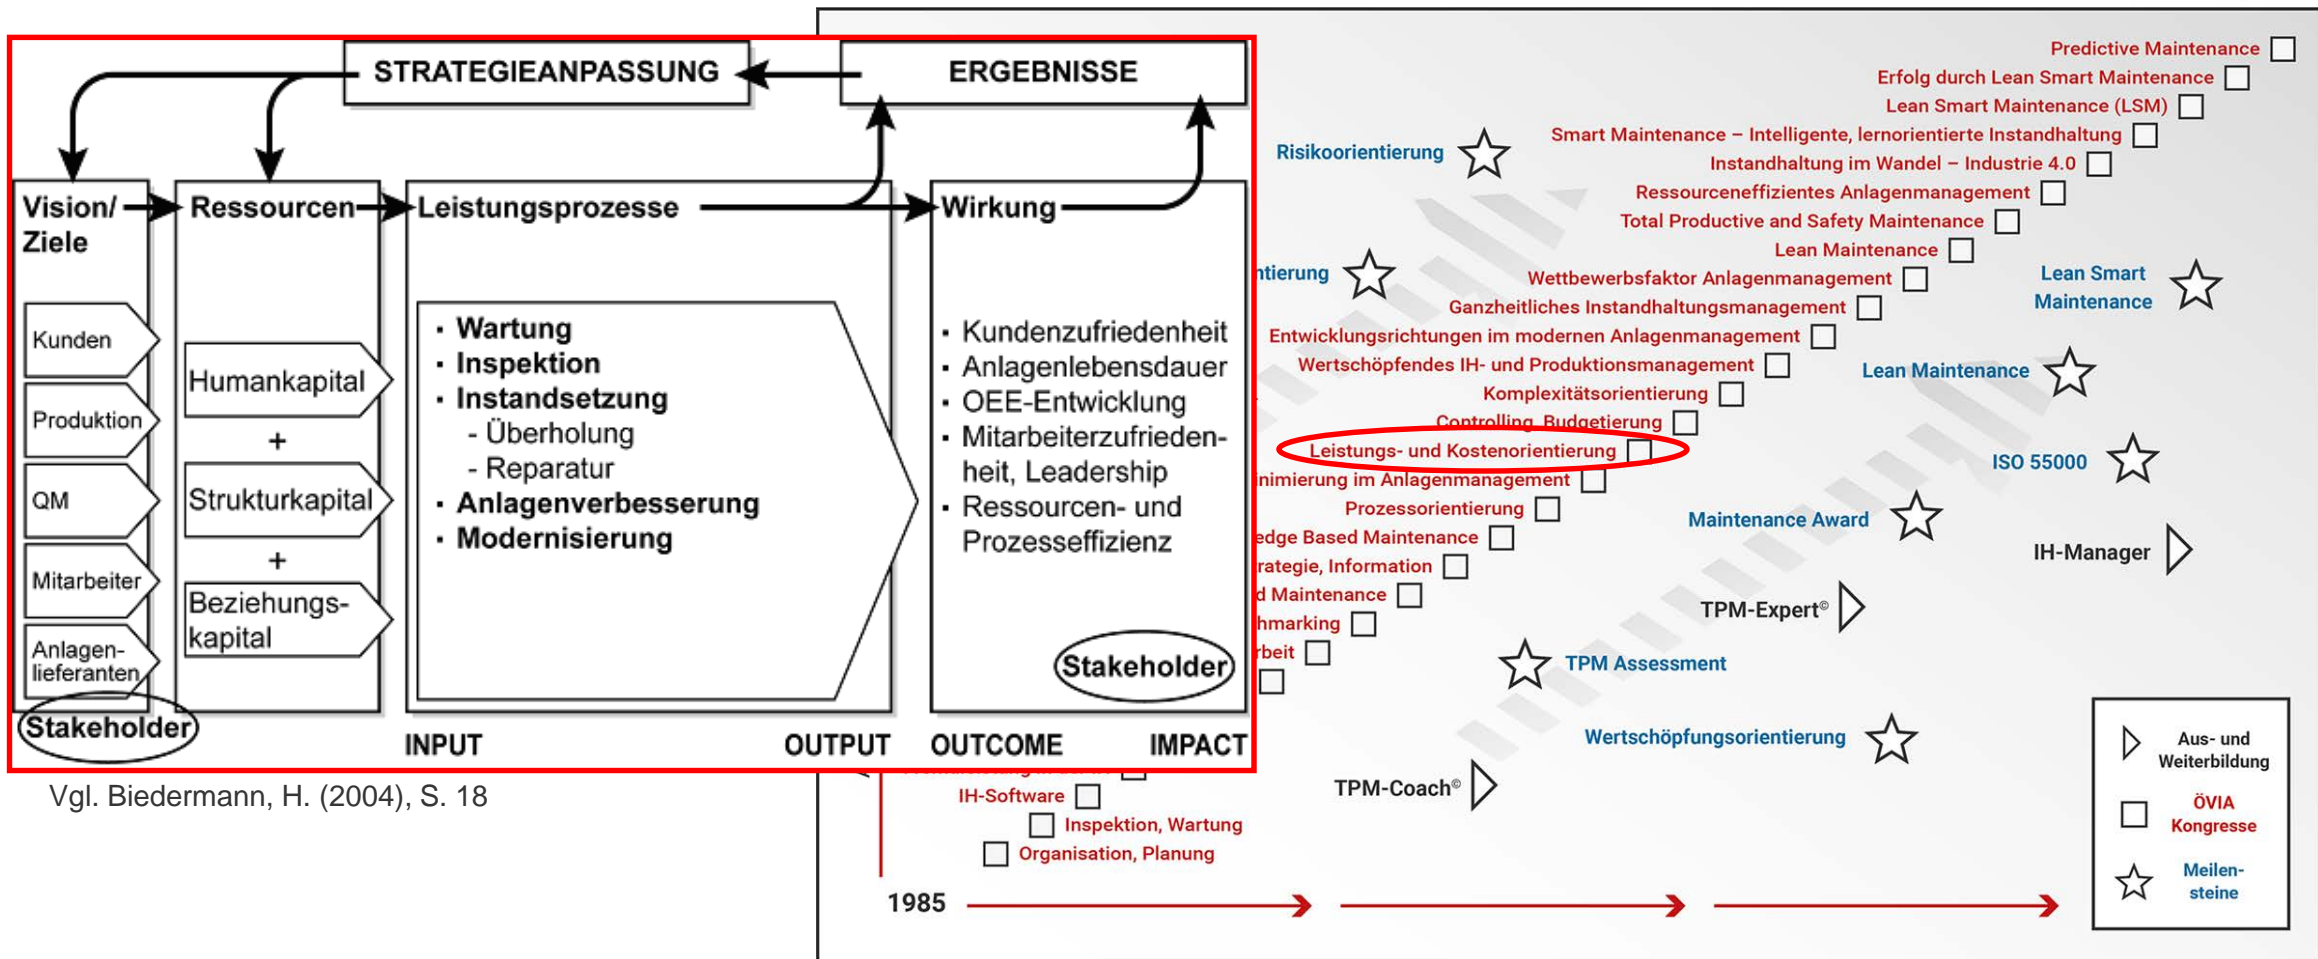 STRATEGIEANPASSUNG
ERGEBNISSE
Vision/
Ziele
Ressourcen
Leistungsprozesse
Wirkung
Kunden
Produktion
QM
Mitarbeiter
Anlagen-
lieferanten
Stakeholder
Humankapital
+
Strukturkapital
+
Beziehungs-
kapital
· Wartung
· Inspektion
· Instandsetzung
- Überholung
- Reparatur
· Anlagenverbesserung
· Modernisierung
· Kundenzufriedenheit
· Anlagenlebensdauer
· OEE-Entwicklung
· Mitarbeiterzufrieden-
heit, Leadership
· Ressourcen- und
Prozesseffizienz
Stakeholder
INPUT
OUTPUT
OUTCOME
IMPACT
Vgl. Biedermann, H. (2004), S. 18
Predictive Maintenance
Erfolg durch Lean Smart Maintenance
Lean Smart Maintenance (LSM)
Smart Maintenance – Intelligente, lernorientierte Instandhaltung
Instandhaltung im Wandel – Industrie 4.0
Ressourceneffizientes Anlagenmanagement
Total Productive and Safety Maintenance
Lean Maintenance
Wettbewerbsfaktor Anlagenmanagement
Ganzheitliches Instandhaltungsmanagement
Entwicklungsrichtungen im modernen Anlagenmanagement
Wertschöpfendes IH- und Produktionsmanagement
Komplexitätsorientierung
Controlling, Budgetierung
Leistungs- und Kostenorientierung
inimierung im Anlagenmanagement
Prozessorientierung
edge Based Maintenance
rategie, Information
d Maintenance
hmarking
rbeit
IH-Software
Inspektion, Wartung
Organisation, Planung
1985
Risikoorientierung
ntierung
Lean Smart
Maintenance
Lean Maintenance
ISO 55000
Maintenance Award
IH-Manager
TPM-Expert©
TPM Assessment
Wertschöpfungsorientierung
TPM-Coach©
Aus- und
Weiterbildung
ÖVIA
Kongresse
Meilen-
steine